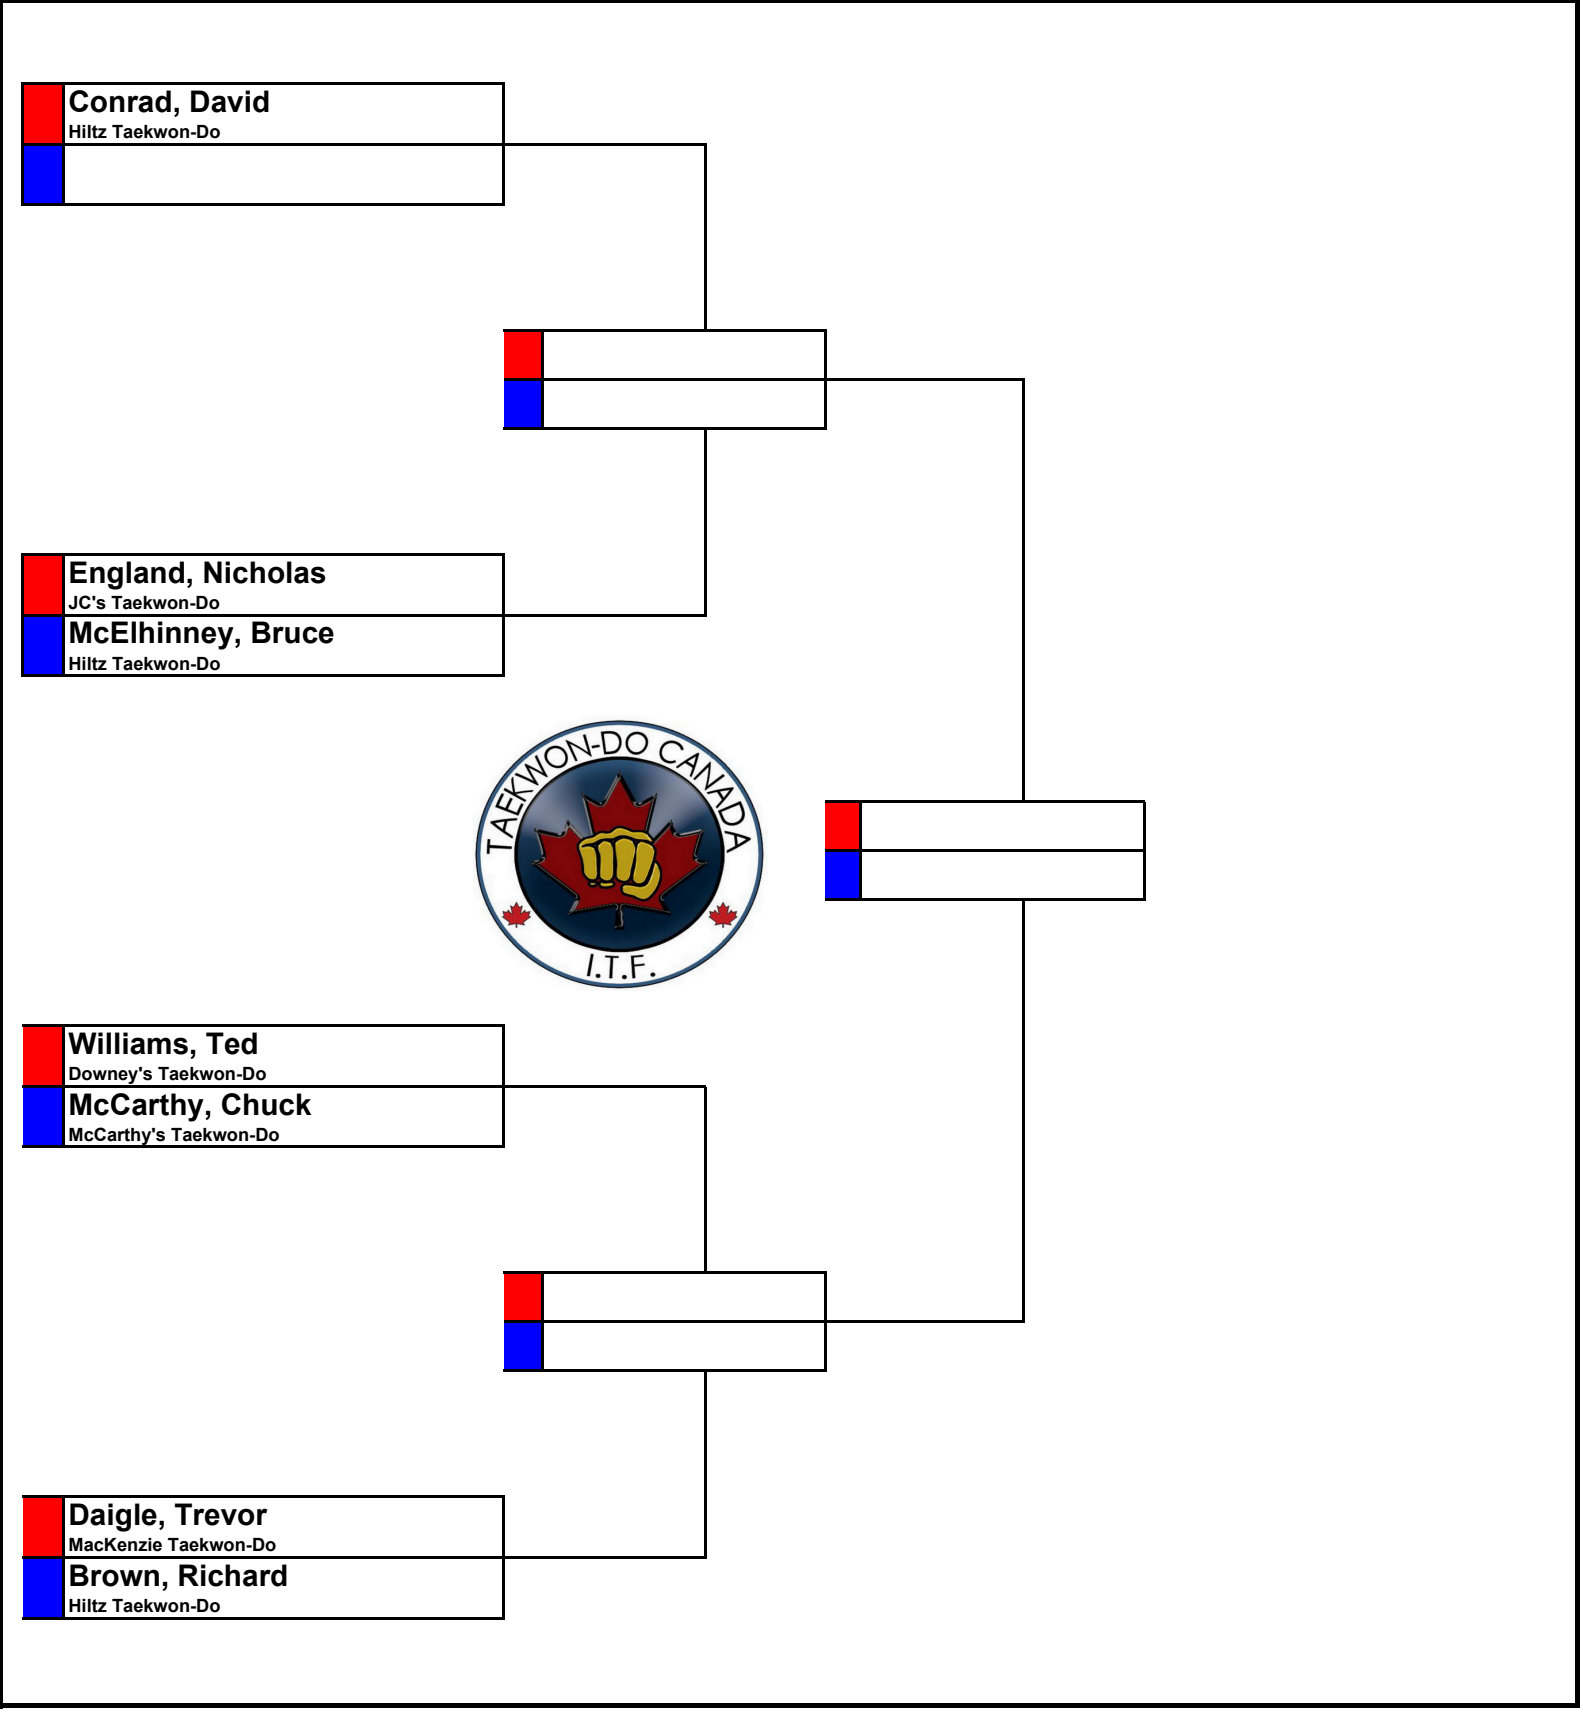 Conrad, David
Hiltz Taekwon-Do
England, Nicholas
JC's Taekwon-Do
McElhinney, Bruce
Hiltz Taekwon-Do
TAEKWON-DO CANADA
I.T.F.
Williams, Ted
Downey's Taekwon-Do
McCarthy, Chuck
McCarthy's Taekwon-Do
Daigle, Trevor
MacKenzie Taekwon-Do
Brown, Richard
Hiltz Taekwon-Do